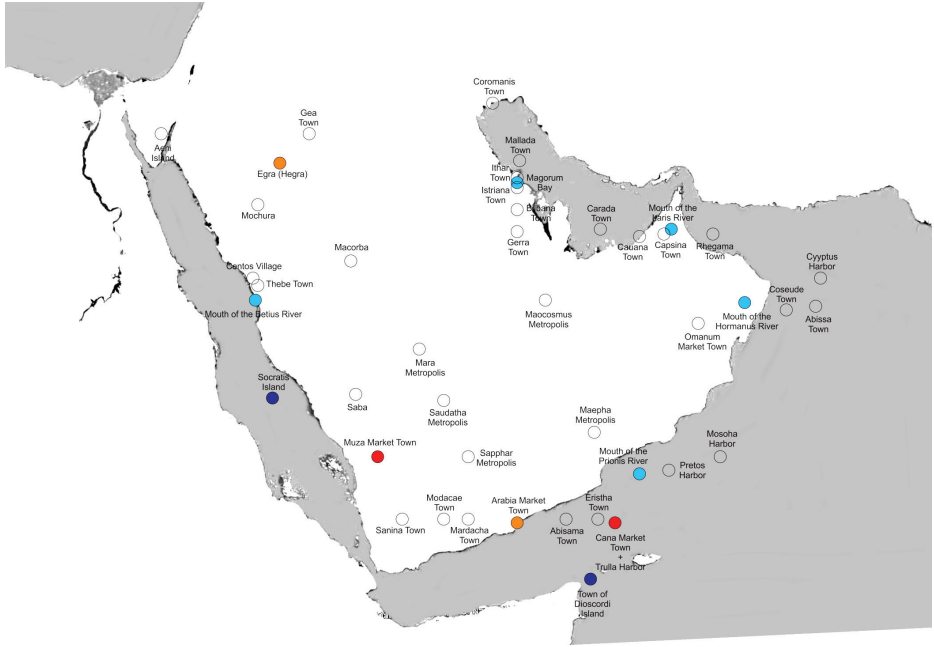 Coromanis
Town
Gea
Town
Aeni
Island
Mallada
Town
Egra (Hegra)
Ithar
Town
Magorum
Bay
Istriana
Town
Mochura
Bilbana
Town
Carada
Town
Mouth of the
Laris River
Gerra
Town
Cauana
Town
Capsina
Town
Rhegama
Town
Macorba
Centos Village
Thebe Town
Cyyptus
Harbor
Coseude
Town
Mouth of the Betius River
Maocosmus
Metropolis
Mouth of the
Hormanus River
Abissa
Town
Omanum
Market Town
Mara
Metropolis
Socratis
Island
Saba
Saudatha
Metropolis
Maepha
Metropolis
Muza Market Town
Sapphar
Metropolis
Mouth of the
Prionis River
Mosoha
Harbor
Pretos
Harbor
Modacae
Town
Arabia Market
Town
Eristha
Town
Sanina Town
Mardacha
Town
Abisama
Town
Cana Market
Town
+
Trulla Harbor
Town of
Dioscordi
Island